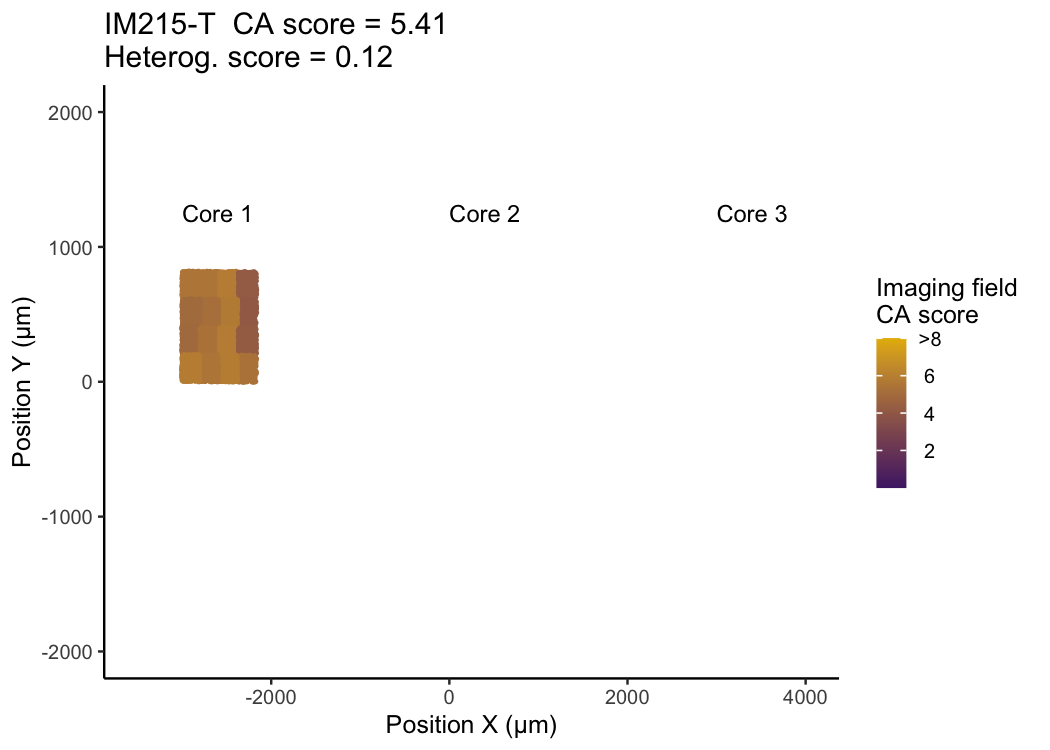 IM215-T  CA score = 5.41
Heterog. score = 0.12
2000
Core 1
Core 2
Core 3
1000
0
-1000
-2000
Position Y (µm)
-2000
0
2000
4000
Position X (µm)
Imaging field
CA score
>8
6
4
2